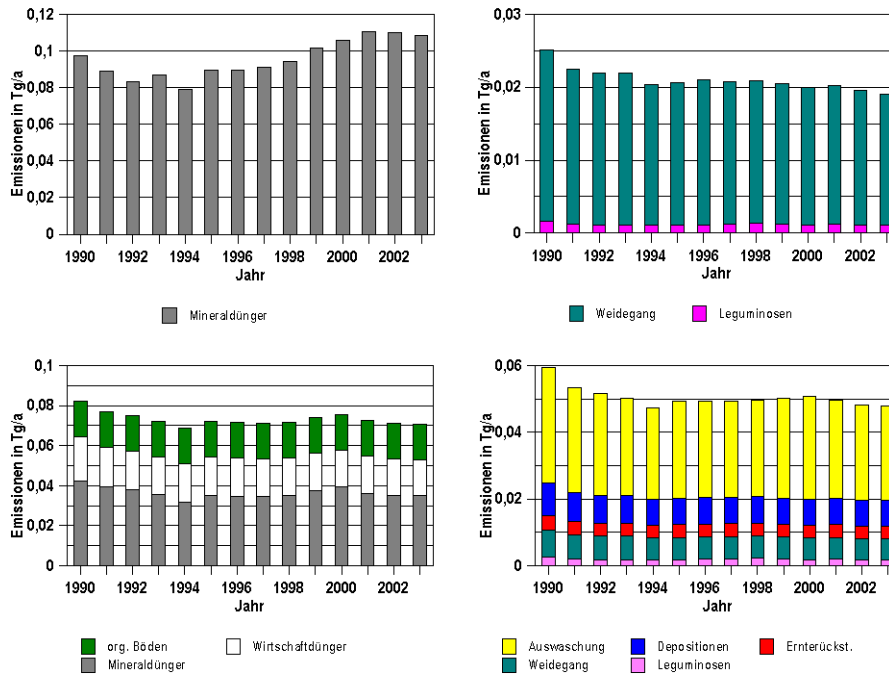 0,12
0,1
0,08
0,06
0,04
0,02
0
Emissionen in Tg/a
1990 1992 1994 1996 1998 2000 2002
Jahr
Mineraldünger
0,03
0,02
0,01
0
Emissionen in Tg/a
1990 1992 1994 1996 1998 2000 2002
Jahr
Weidegang Leguminosen
0,1
0,08
0,06
0,04
0,02
0
Emissionen in Tg/a
1990 1992 1994 1996 1998 2000 2002
Jahr
org. Böden Wirtschaftdünger
Mineraldünger
0,06
0,04
0,02
0
Emissionen in Tg/a
1990 1992 1994 1996 1998 2000 2002
Jahr
Auswaschung Depositionen Ernterückst.
Weidegang Leguminosen